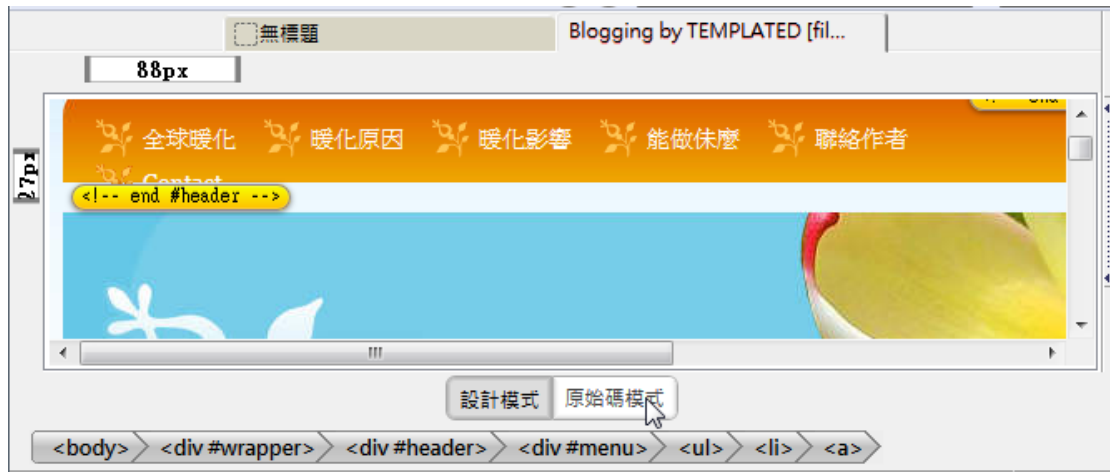 無標題
Blogging by TEMPLATED [fil...
88px
全球暖化 暖化原因 暖化影響 能做佅麼 聯絡作者
Contact
27px
<!-- end #header -->
設計模式 原始碼模式
<body> <div #wrapper> <div #header> <div #menu> <ul> <li> <a>